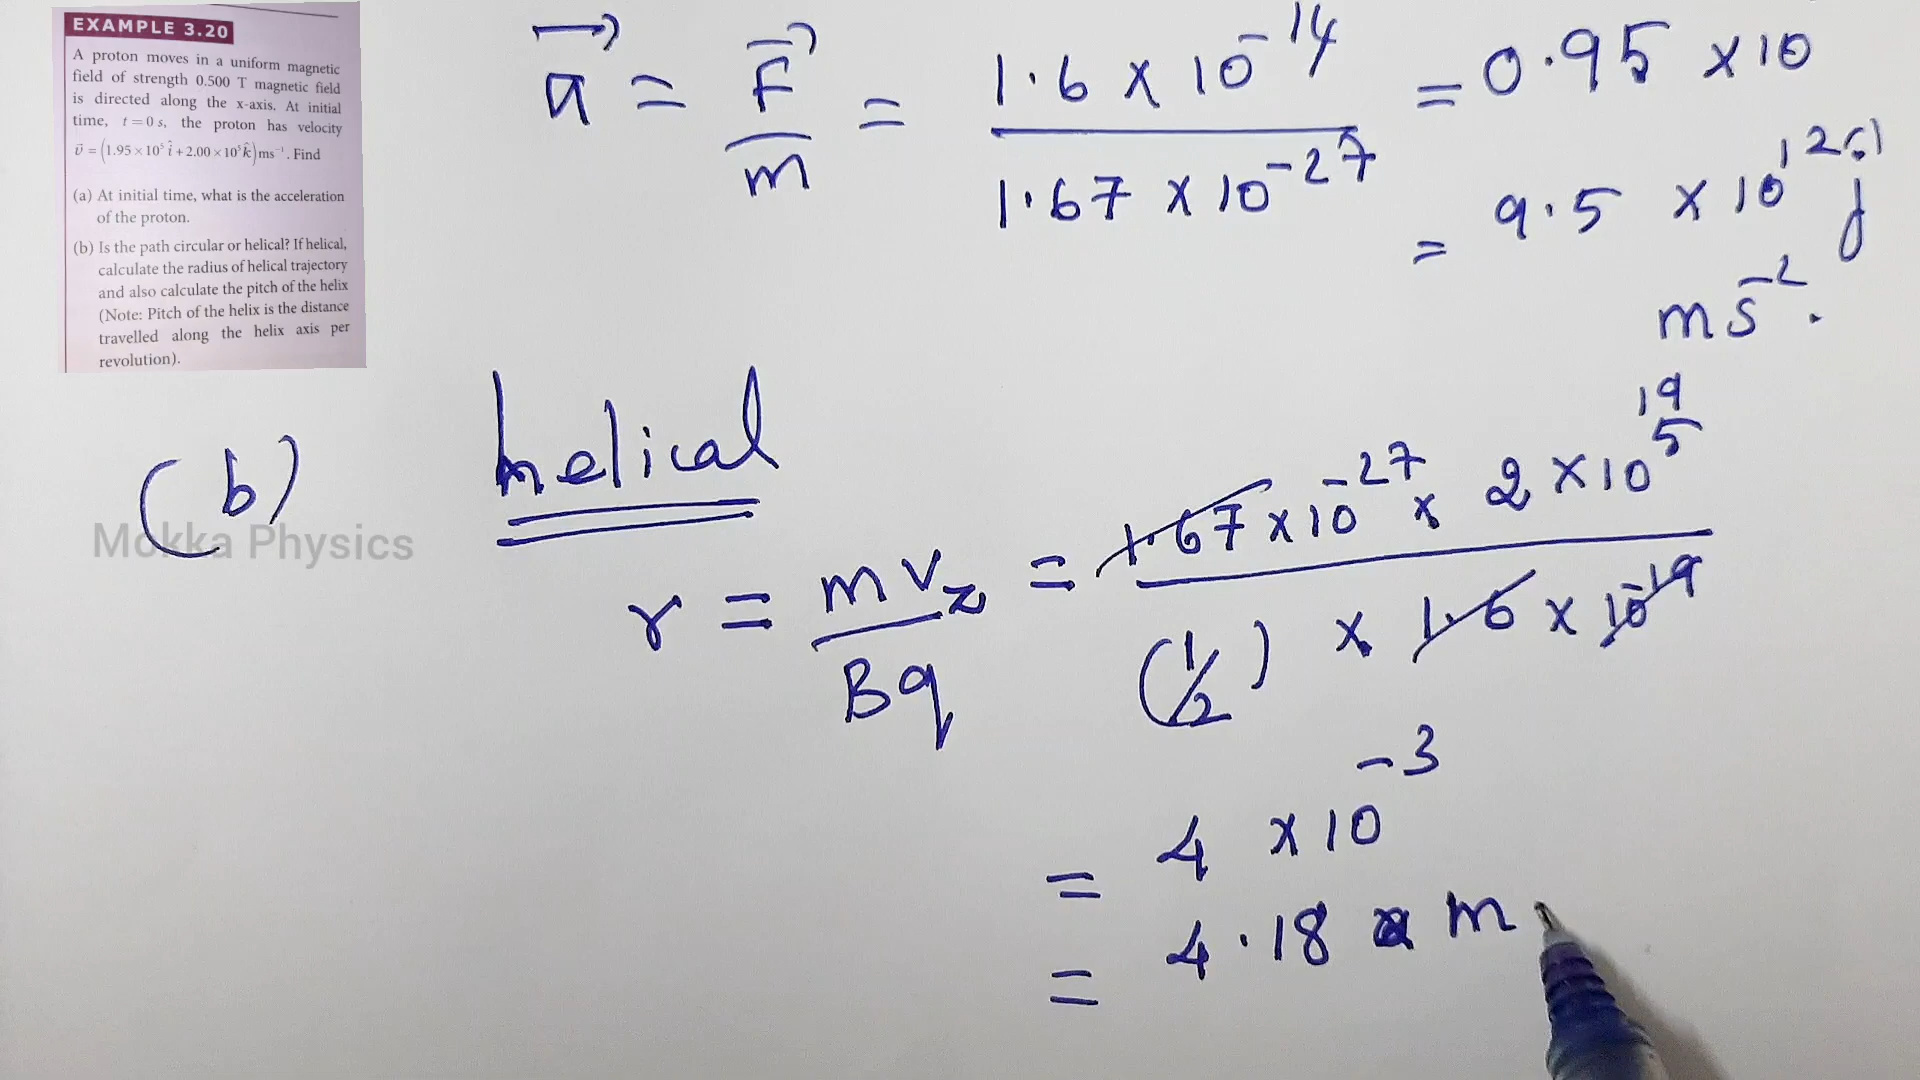 EXAMPLE 3.20
A proton moves in a uniform magnetic
field of strength 0.500 T magnetic field
is directed along the x-axis. At initial
time, t = 0 s, the proton has velocity
v⃗ = (1.95 × 10⁵ î + 2.00 × 10⁵ k̂) ms⁻¹. Find
(a) At initial time, what is the acceleration
of the proton.
(b) Is the path circular or helical? If helical,
calculate the radius of helical trajectory
and also calculate the pitch of the helix
(Note: Pitch of the helix is the distance
travelled along the helix axis per
revolution).
a⃗ = F⃗/m = 1.6 × 10⁻¹⁴ / 1.67 × 10⁻²⁷ = 0.95 × 10
= 9.5 × 10¹² j
ms⁻².
(b) helical
Mokka Physics
r = mv_z / Bq = 1.67 × 10⁻²⁷ × 2 × 10⁵ / (1/2) × 1.6 × 10⁻¹⁹
19
= 4 × 10⁻³
= 4.18 m